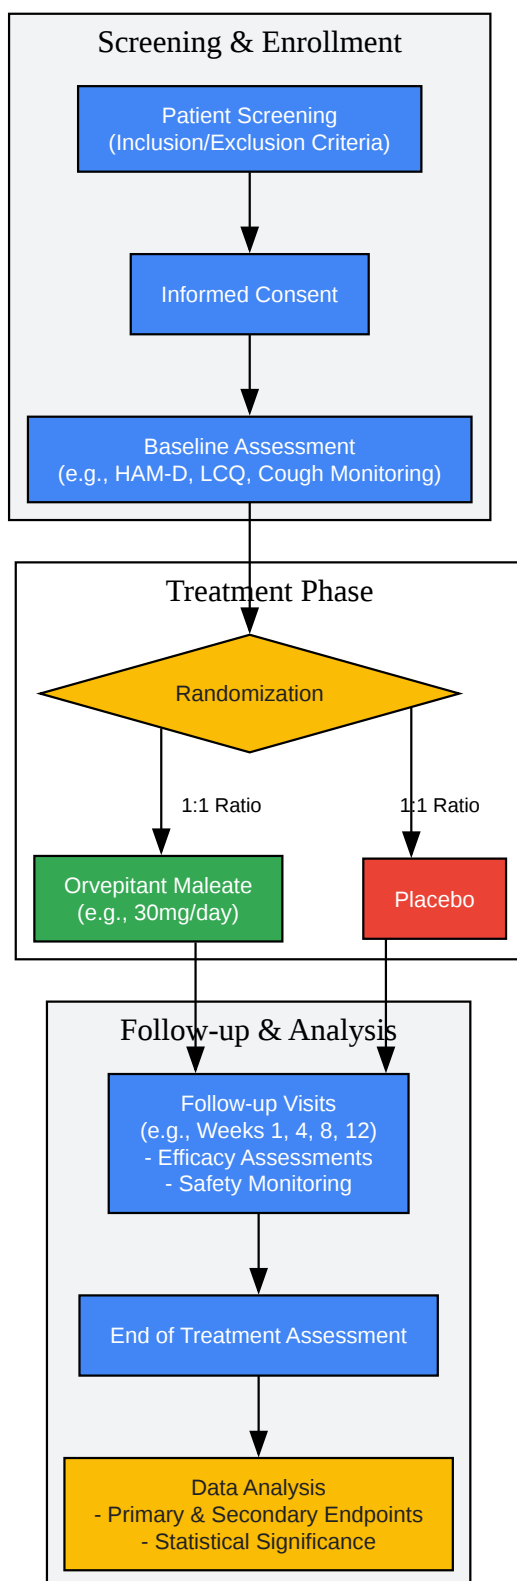 Screening & Enrollment
Patient Screening
(Inclusion/Exclusion Criteria)
Informed Consent
Baseline Assessment
(e.g., HAM-D, LCQ, Cough Monitoring)
Treatment Phase
Randomization
1:1 Ratio
1:1 Ratio
Orvepitant Maleate
(e.g., 30mg/day)
Placebo
Follow-up & Analysis
Follow-up Visits
(e.g., Weeks 1, 4, 8, 12)
- Efficacy Assessments
- Safety Monitoring
End of Treatment Assessment
Data Analysis
- Primary & Secondary Endpoints
- Statistical Significance